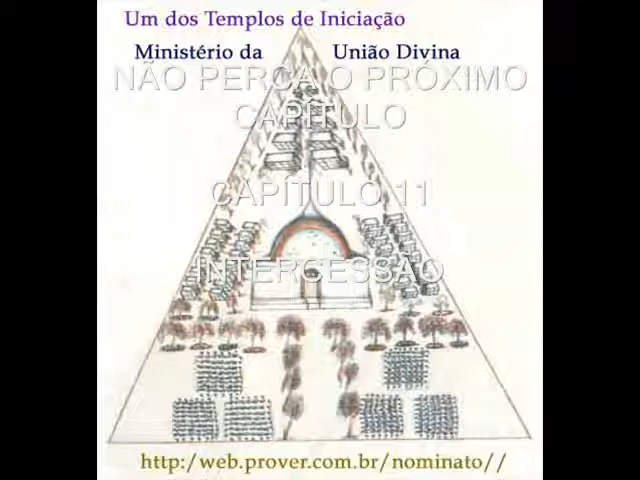 Um dos Templos de Iniciação
Ministério da União Divina
NÃO PERCA O PRÓXIMO
CAPÍTULO
CAPÍTULO 11
INTERCESSÃO
http:/web.prover.com.br/nominato//